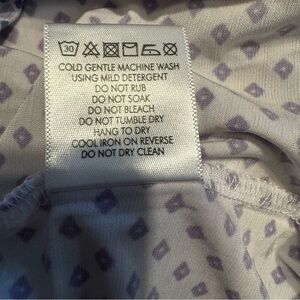 30
COLD GENTLE MACHINE WASH
USING MILD DETERGENT
DO NOT RUB
DO NOT SOAK
DO NOT BLEACH
DO NOT TUMBLE DRY
HANG TO DRY
COOL IRON ON REVERSE
DO NOT DRY CLEAN